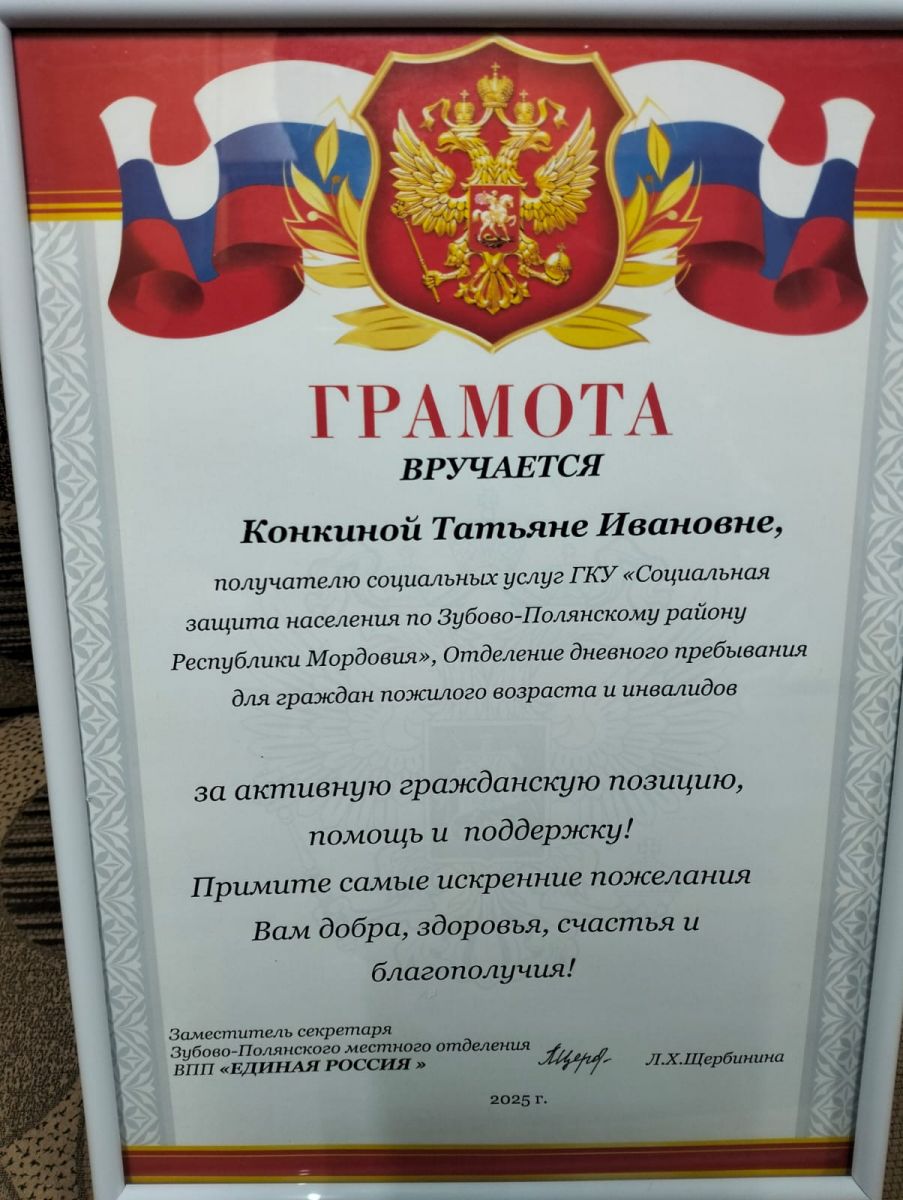 ГРАМОТА
ВРУЧАЕТСЯ
Конкиной Татьяне Ивановне,
получателю социальных услуг ГКУ «Социальная
защита населения по Зубово-Полянскому району
Республики Мордовия», Отделение дневного пребывания
для граждан пожилого возраста и инвалидов
за активную гражданскую позицию,
помощь и поддержку!
Примите самые искренние пожелания
Вам добра, здоровья, счастья и
благополучия!
Заместитель секретаря
Зубово-Полянского местного отделения
ВПП «ЕДИНАЯ РОССИЯ »
Л.Х.Щербинина
2025 г.